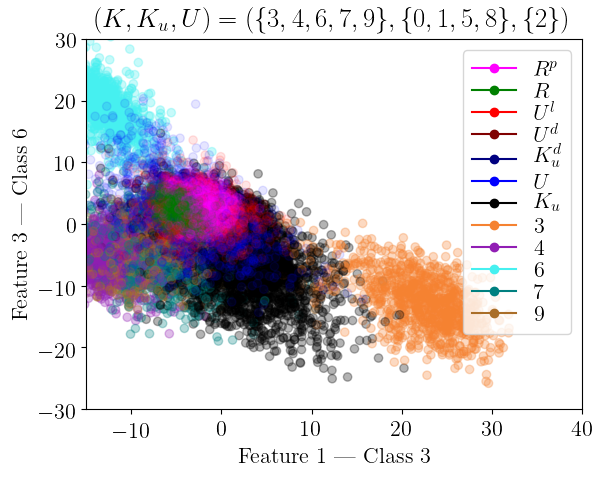 (K, K_u, U) = ({3, 4, 6, 7, 9}, {0, 1, 5, 8}, {2})
30
20
10
0
−10
−20
−30
Feature 3 — Class 6
−10
0
10
20
30
40
Feature 1 — Class 3
R^p
R
U^l
U^d
K_u^d
U
K_u
3
4
6
7
9